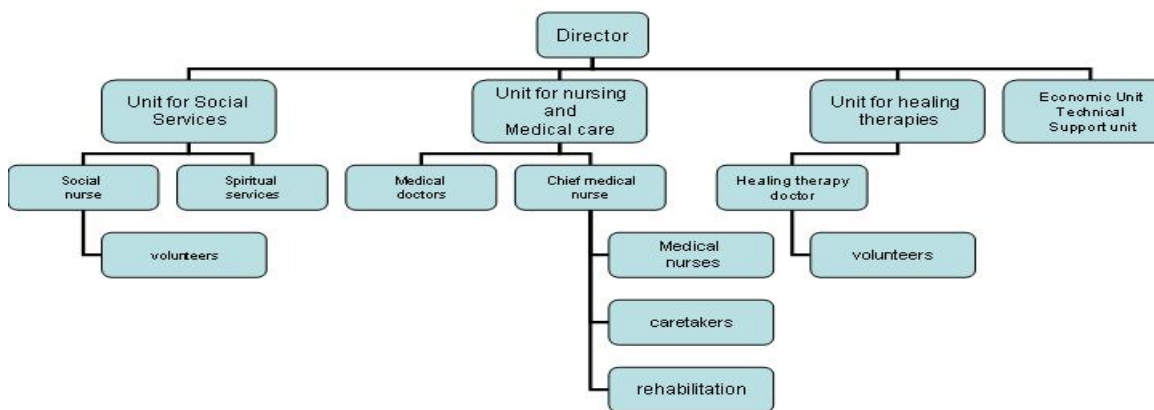 Director
Unit for Social
Services
Unit for nursing
and
Medical care
Unit for healing
therapies
Economic Unit
Technical
Support unit
Social
nurse
Spiritual
services
Medical
doctors
Chief medical
nurse
Healing therapy
doctor
volunteers
Medical
nurses
volunteers
caretakers
rehabilitation